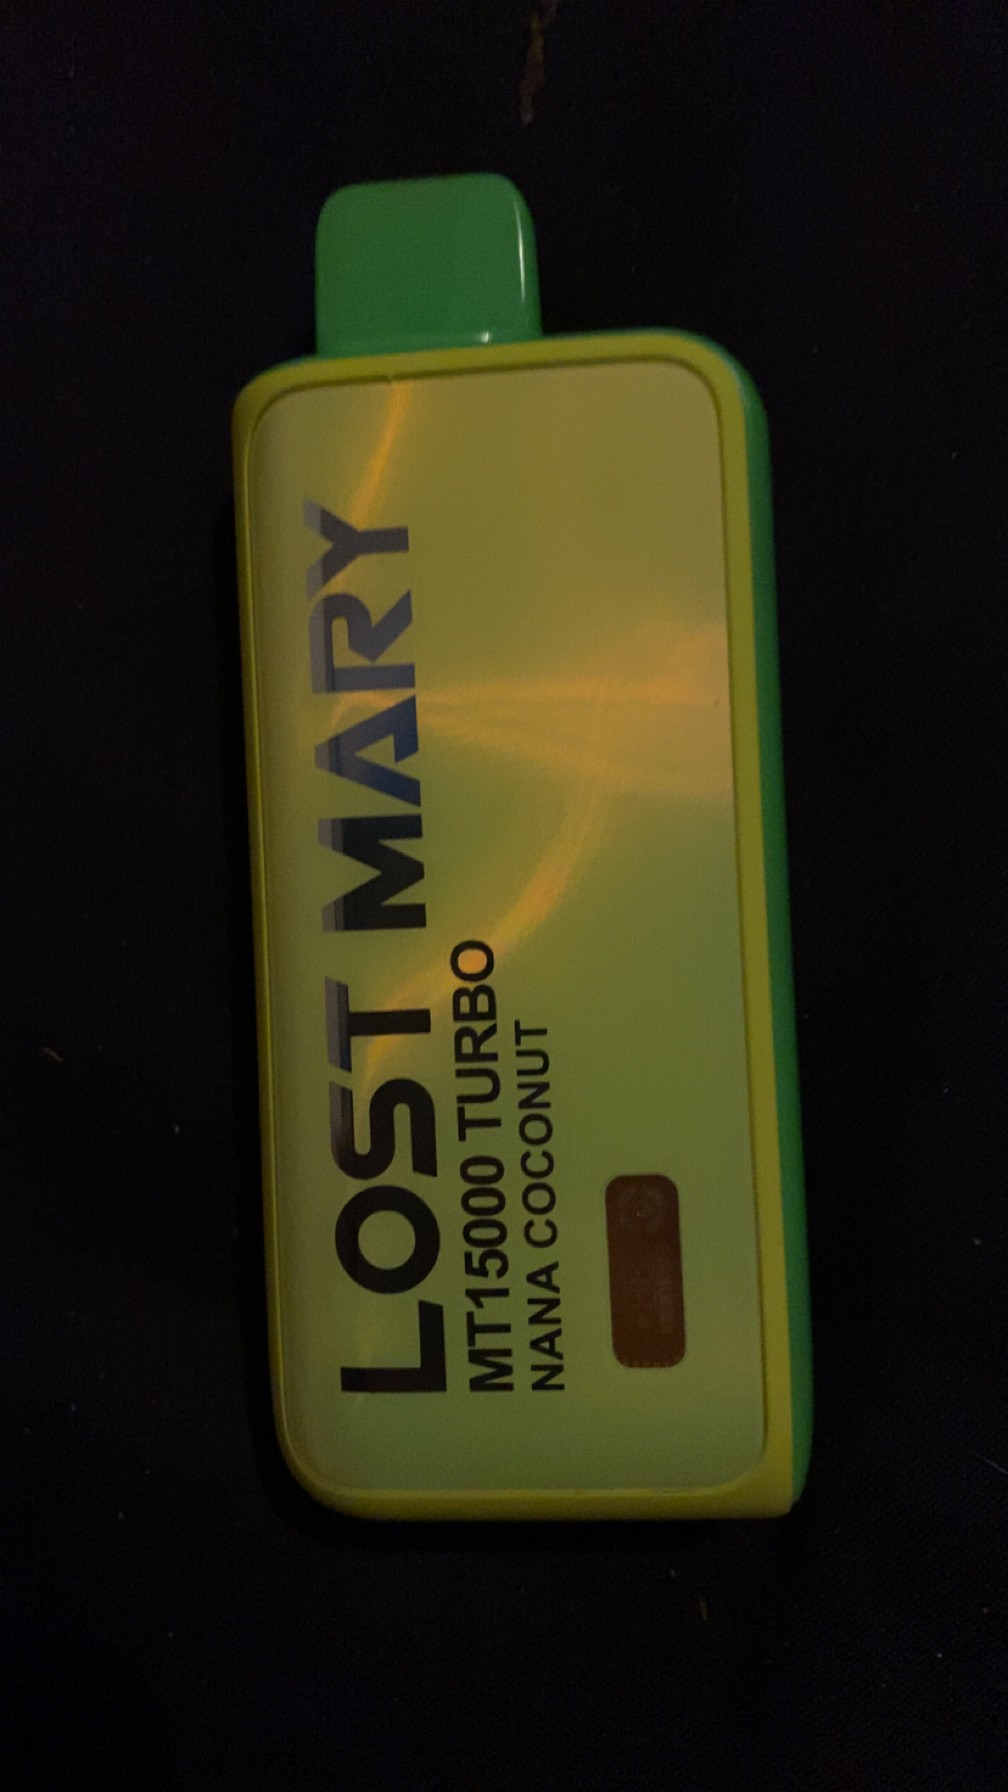 LOST MARY
MT15000 TURBO
NANA COCONUT